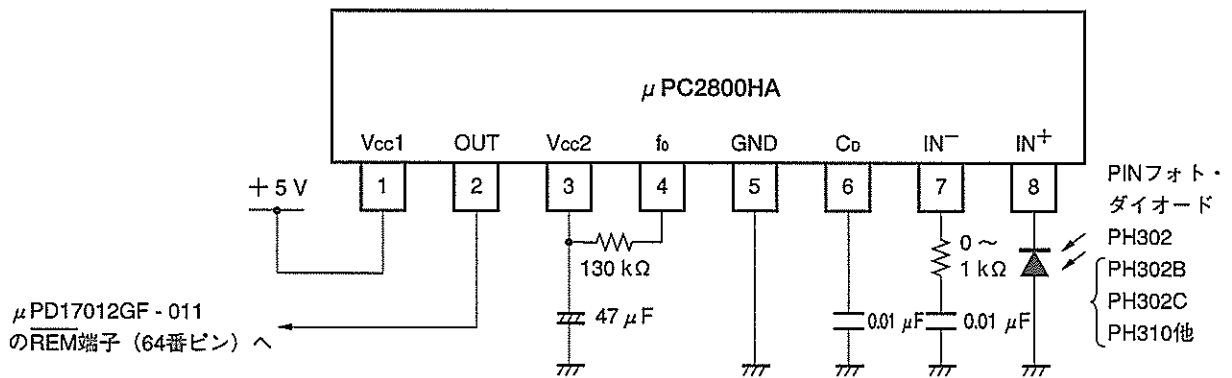 μPC2800HA
Vcc1 OUT Vcc2 f₀ GND CD IN⁻ IN⁺
1 2 3 4 5 6 7 8
+5 V
130 kΩ
47 μF
0.01 μF
0～
1 kΩ
0.01 μF
PINフォト・
ダイオード
PH302
PH302B
PH302C
PH310他
μPD17012GF-011
のREM端子（64番ピン）へ